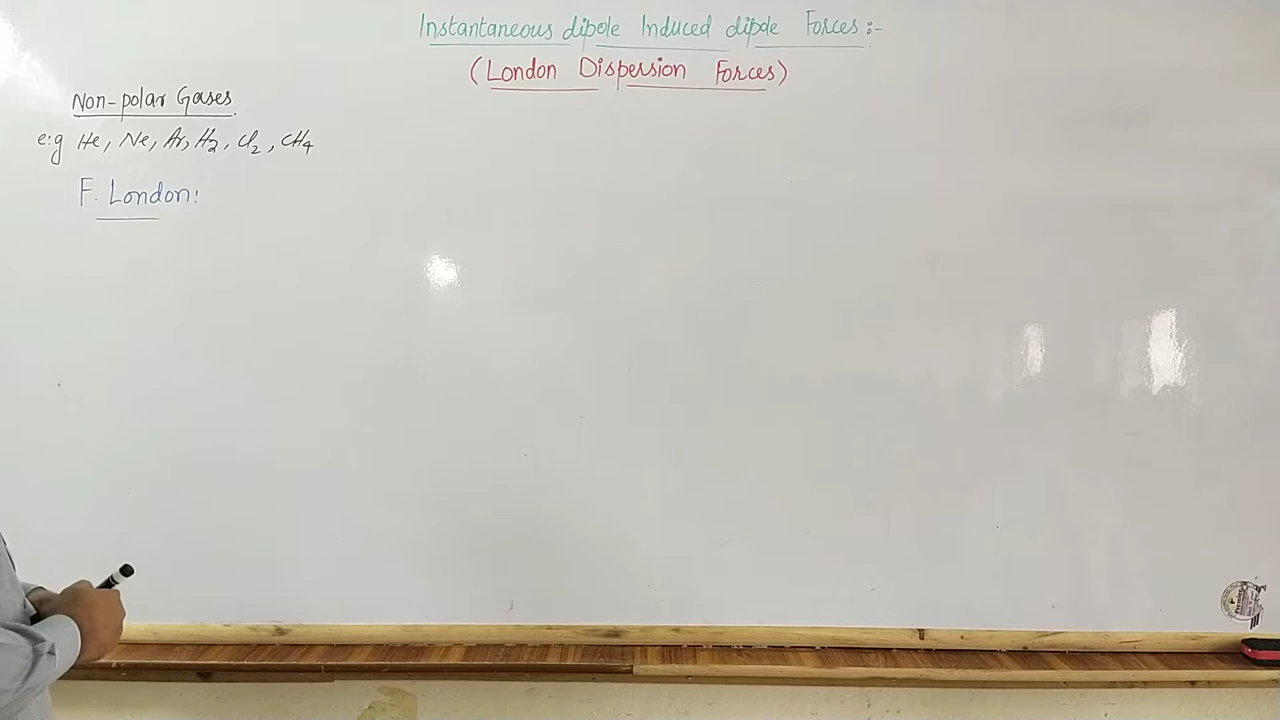 Instantaneous dipole Induced dipole Forces:-
(London Dispersion Forces)
Non-polar Gases
e:g He, Ne, Ar, H₂, Cl₂, CH₄
F. London: